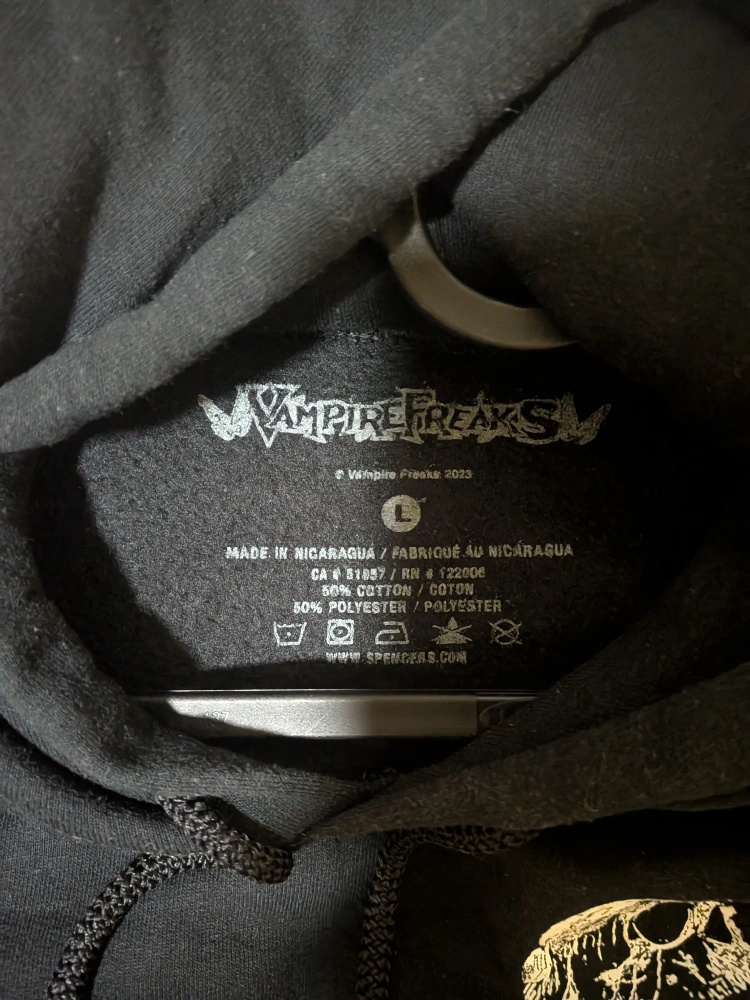 VAMPIREFREAKS
© Vampire Freaks 2023
L
MADE IN NICARAGUA / FABRIQUÉ AU NICARAGUA
CA # 51857 / RN # 122006
50% COTTON / COTON
50% POLYESTER / POLYESTER
WWW.SPENCERS.COM